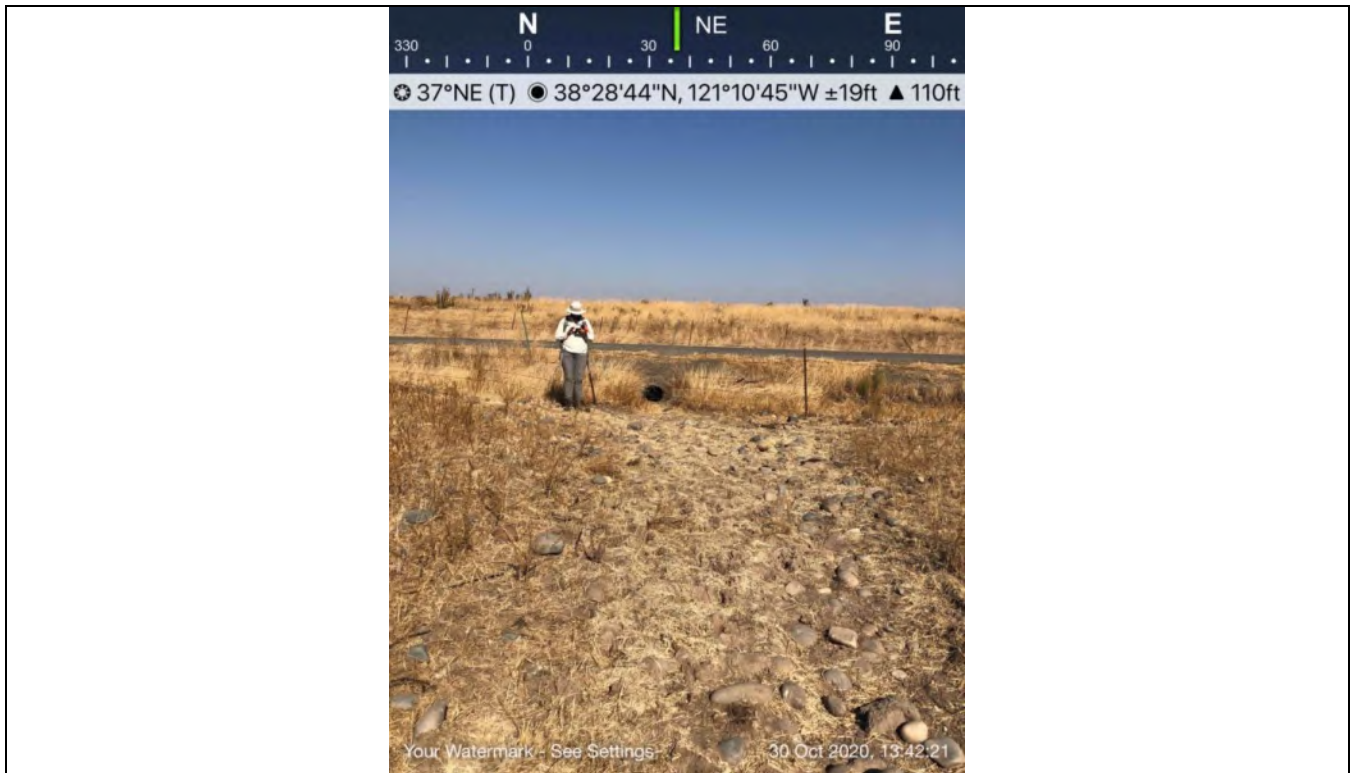 N NE E
330 0 30 60 90
37°NE (T) 38°28'44"N, 121°10'45"W ±19ft ▲ 110ft
Your Watermark - See Settings
30 Oct 2020, 13:42:21